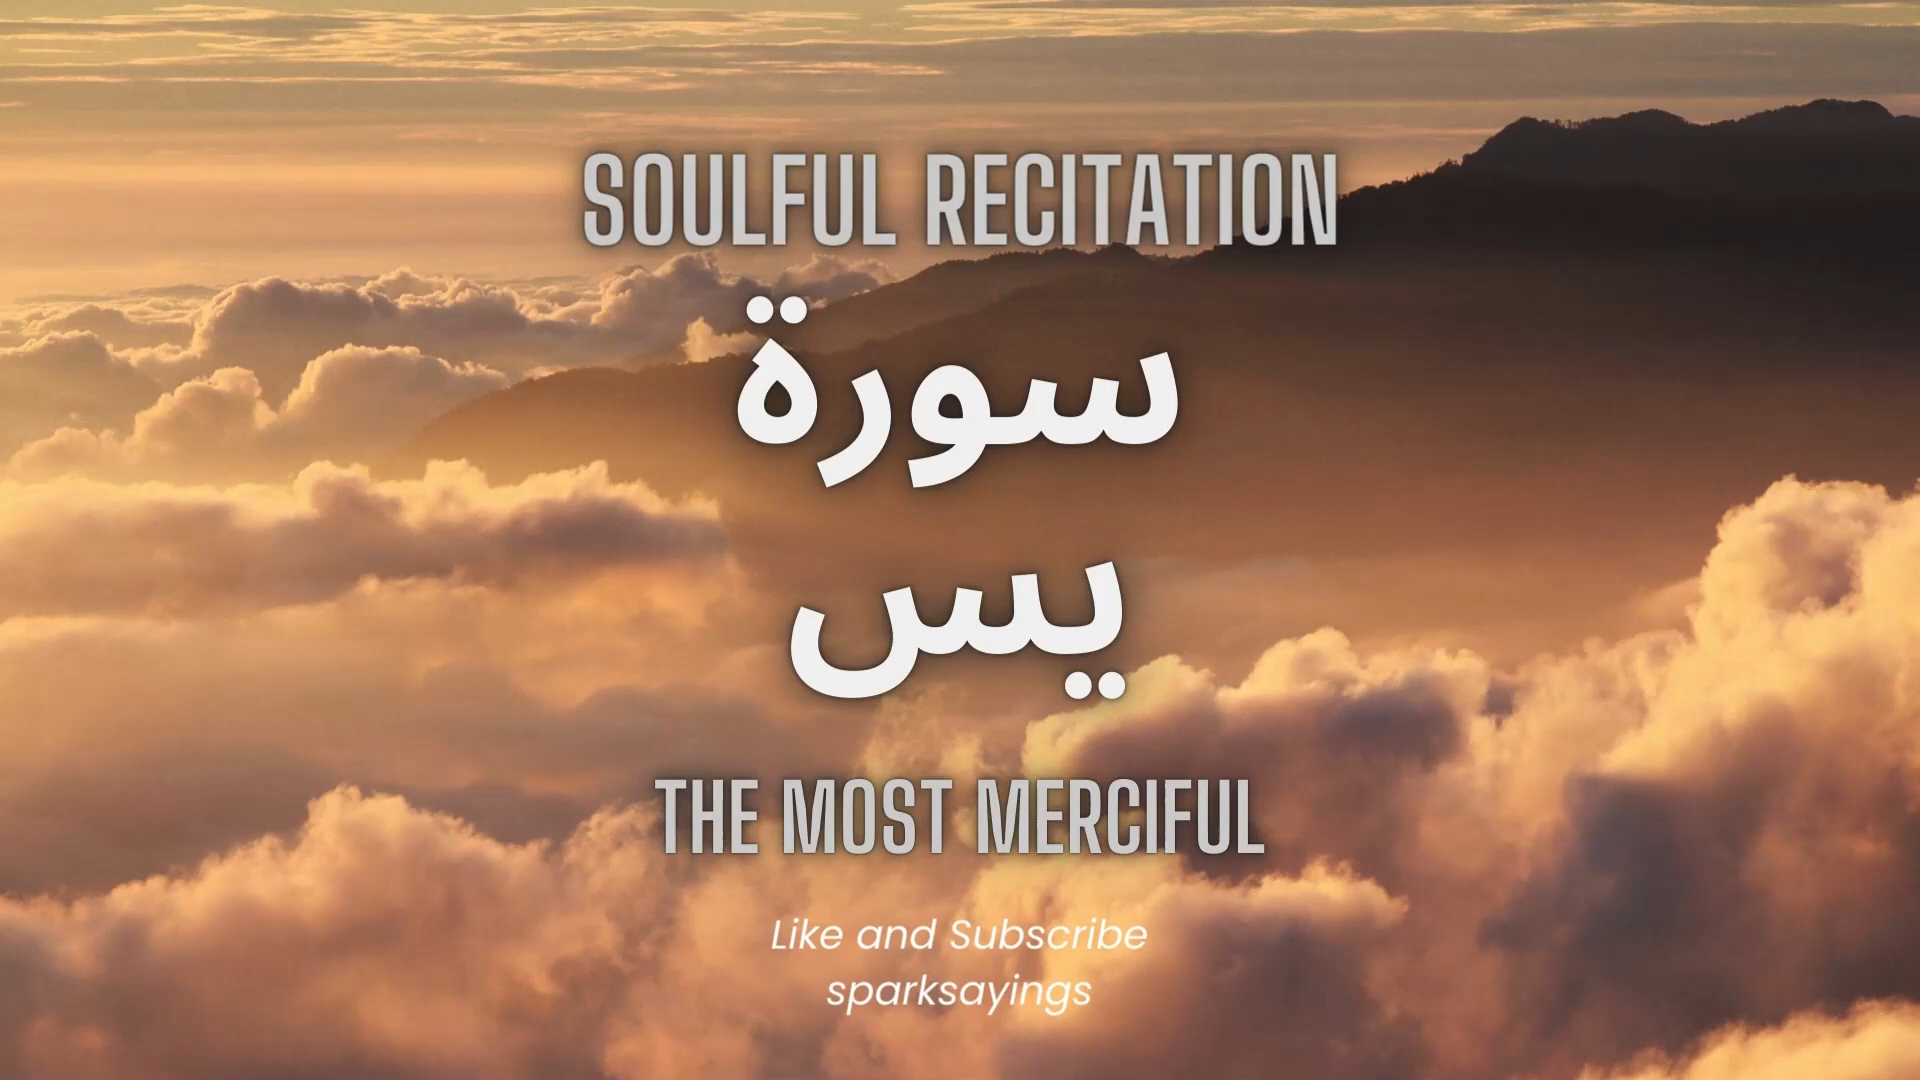 SOULFUL RECITATION
سورة
يس
THE MOST MERCIFUL
Like and Subscribe
sparksayings